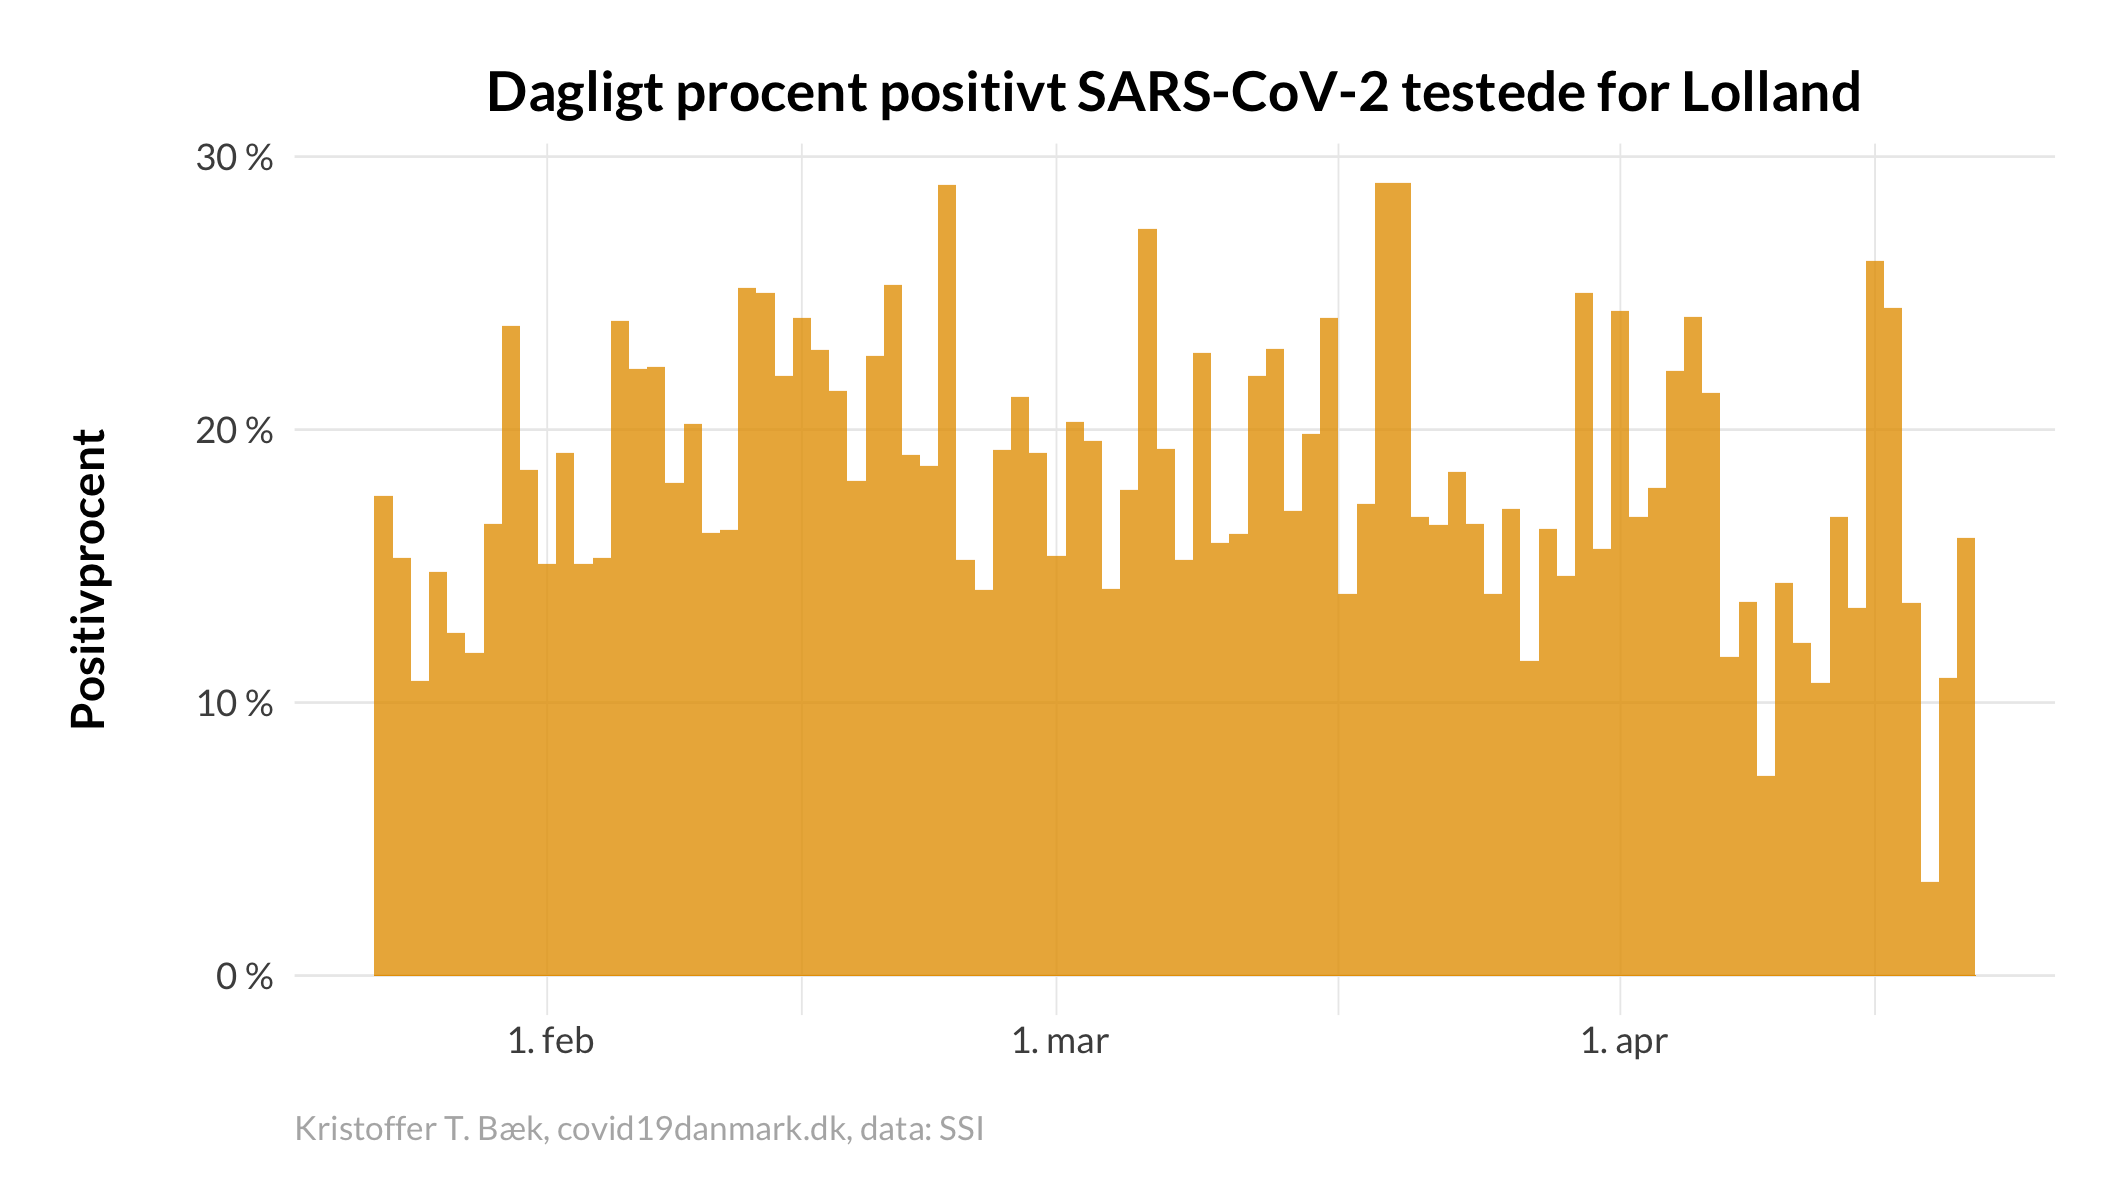 Dagligt procent positivt SARS-CoV-2 testede for Lolland
Positivprocent
30 %
20 %
10 %
0 %
1. feb
1. mar
1. apr
Kristoffer T. Bæk, covid19danmark.dk, data: SSI